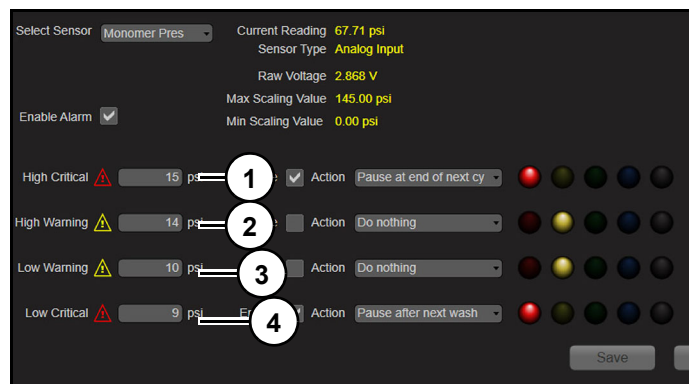 Select Sensor Monomer Pres Current Reading 67.71 psi
Sensor Type Analog Input
Raw Voltage 2.868 V
Max Scaling Value 145.00 psi
Enable Alarm Min Scaling Value 0.00 psi
High Critical 15 psi 1 Action Pause at end of next cy
High Warning 14 psi 2 Action Do nothing
Low Warning 10 psi 3 Action Do nothing
Low Critical 9 psi 4 Action Pause after next wash
Save